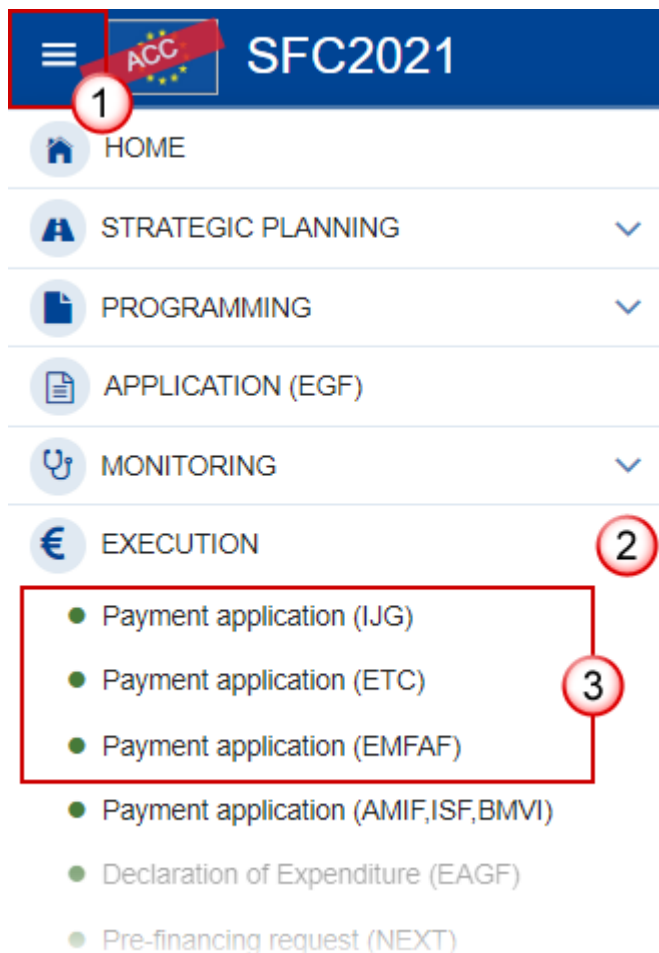 ACC SFC2021
1
HOME
STRATEGIC PLANNING
PROGRAMMING
APPLICATION (EGF)
MONITORING
€ EXECUTION 2
Payment application (IJG)
Payment application (ETC) 3
Payment application (EMFAF)
Payment application (AMIF,ISF,BMVI)
Declaration of Expenditure (EAGF)
Pre-financing request (NEXT)